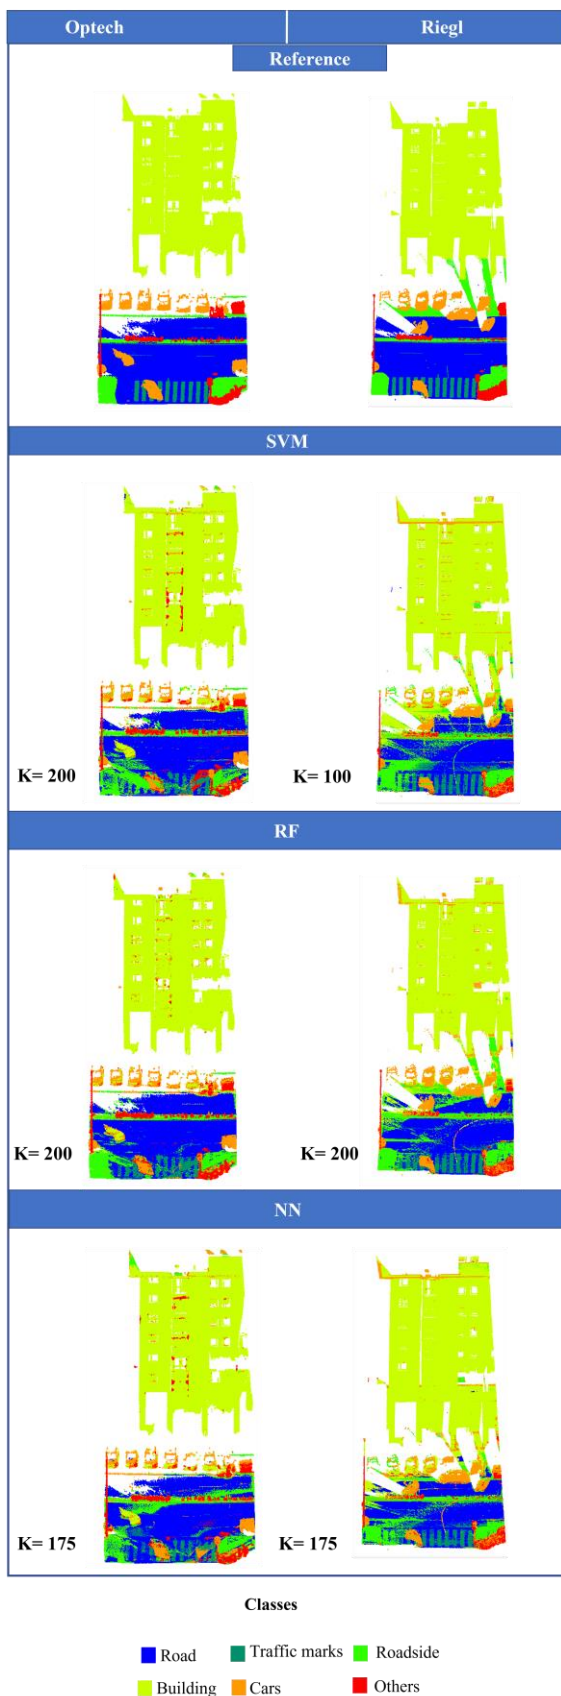 Optech Riegl
Reference
SVM
K= 200 K= 100
RF
K= 200 K= 200
NN
K= 175 K= 175
Classes
Road Traffic marks Roadside
Building Cars Others